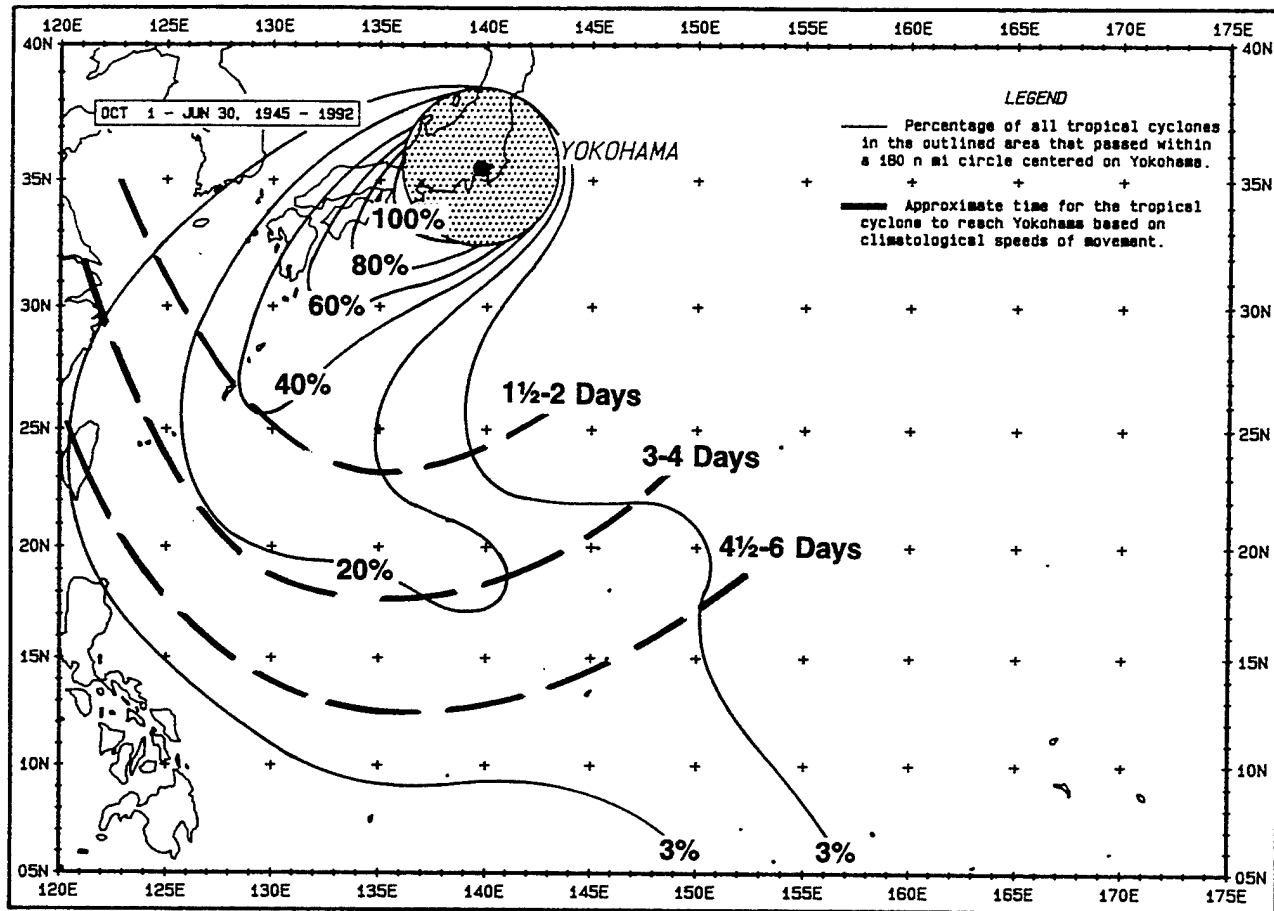 120E 125E 130E 135E 140E 145E 150E 155E 160E 165E 170E 175E
40N 40N
LEGEND
OCT 1 - JUN 30, 1945 - 1992
Percentage of all tropical cyclones
in the outlined area that passed within
a 180 n mi circle centered on Yokohama.
YOKOHAMA
35N 35N
Approximate time for the tropical
cyclone to reach Yokohama based on
climatological speeds of movement.
100%
80%
60%
30N 30N
40%
1½-2 Days
25N 25N
3-4 Days
4½-6 Days
20N 20N
20%
15N 15N
10N 10N
3% 3%
05N 05N
120E 125E 130E 135E 140E 145E 150E 155E 160E 165E 170E 175E